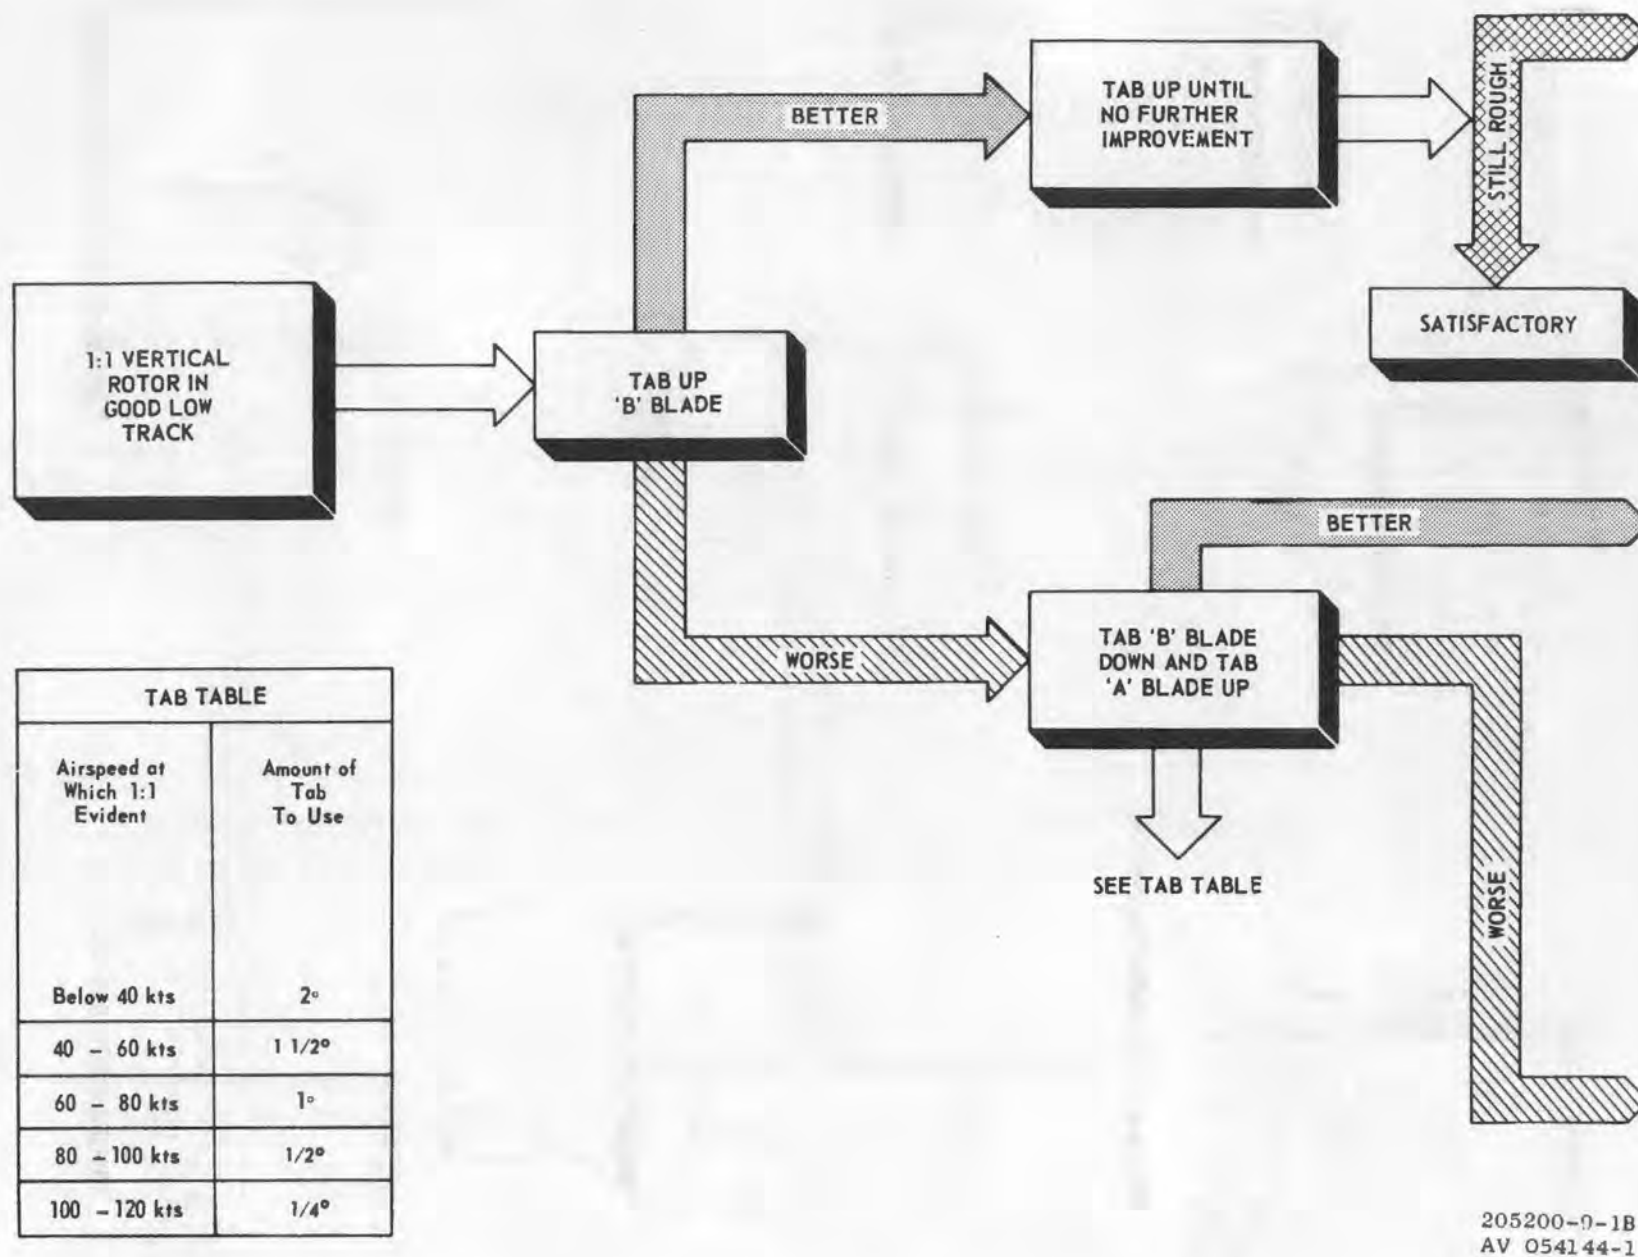 BETTER
TAB UP UNTIL
NO FURTHER
IMPROVEMENT
STILL ROUGH
SATISFACTORY
1:1 VERTICAL
ROTOR IN
GOOD LOW
TRACK
TAB UP
'B' BLADE
BETTER
WORSE
TAB 'B' BLADE
DOWN AND TAB
'A' BLADE UP
SEE TAB TABLE
WORSE
TAB TABLE
Airspeed at
Which 1:1
Evident
Amount of
Tab
To Use
Below 40 kts 2°
40 – 60 kts 1 1/2°
60 – 80 kts 1°
80 – 100 kts 1/2°
100 – 120 kts 1/4°
205200-9-1B
AV 054144-1